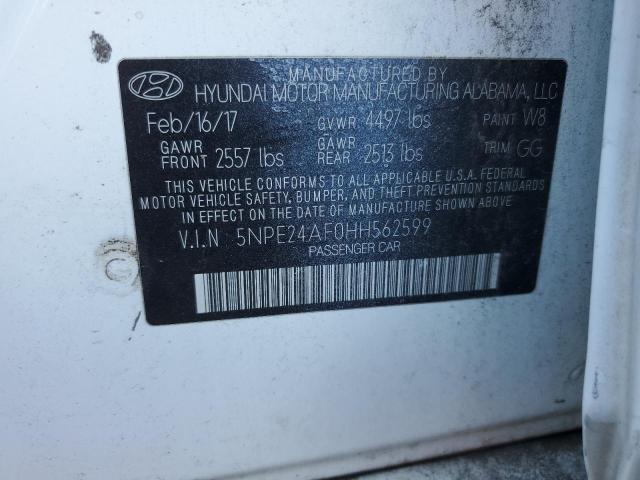 MANUFACTURED BY
HYUNDAI MOTOR MANUFACTURING ALABAMA, LLC
Feb/16/17 GVWR 4497 lbs PAINT W8
GAWR FRONT 2557 lbs GAWR REAR 2513 lbs TRIM GG
THIS VEHICLE CONFORMS TO ALL APPLICABLE U.S.A. FEDERAL
MOTOR VEHICLE SAFETY, BUMPER, AND THEFT PREVENTION STANDARDS
IN EFFECT ON THE DATE OF MANUFACTURE SHOWN ABOVE.
V.I.N 5NPE24AF0HH562599
PASSENGER CAR